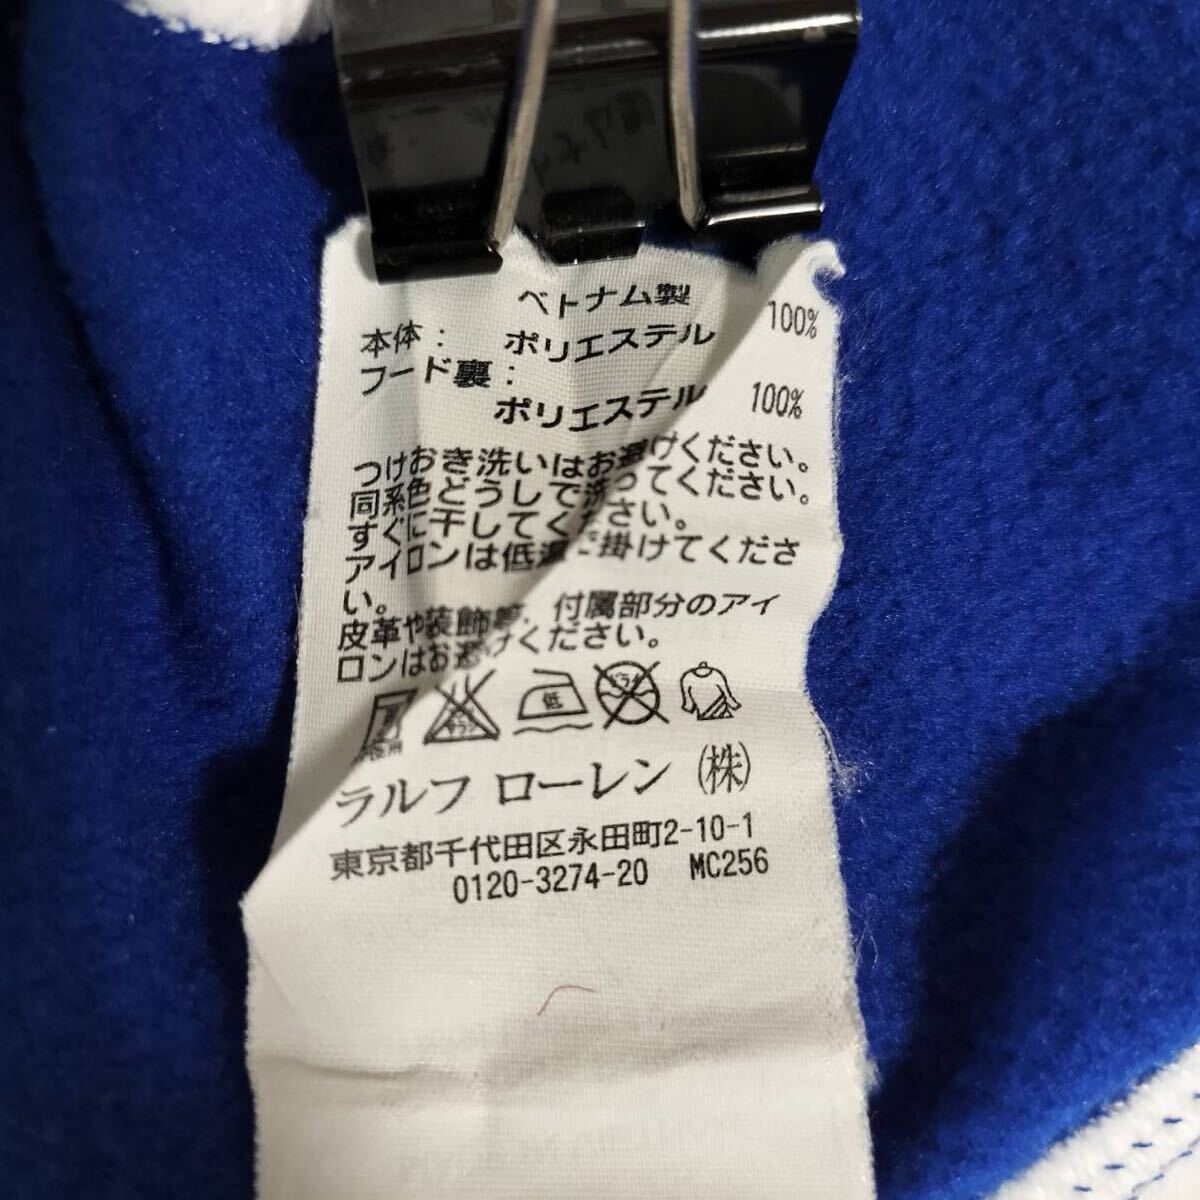 ベトナム製
本体： ポリエステル 100%
フード裏：
ポリエステル 100%
つけおき洗いはお避けください。
同系色どうしで洗ってください。
すぐに干してください。
アイロンは低温で掛けてくださ
い。
皮革や装飾等、付属部分のアイ
ロンはお避けください。
低
ドライ
ラルフ ローレン (株)
東京都千代田区永田町2-10-1
0120-3274-20 MC256